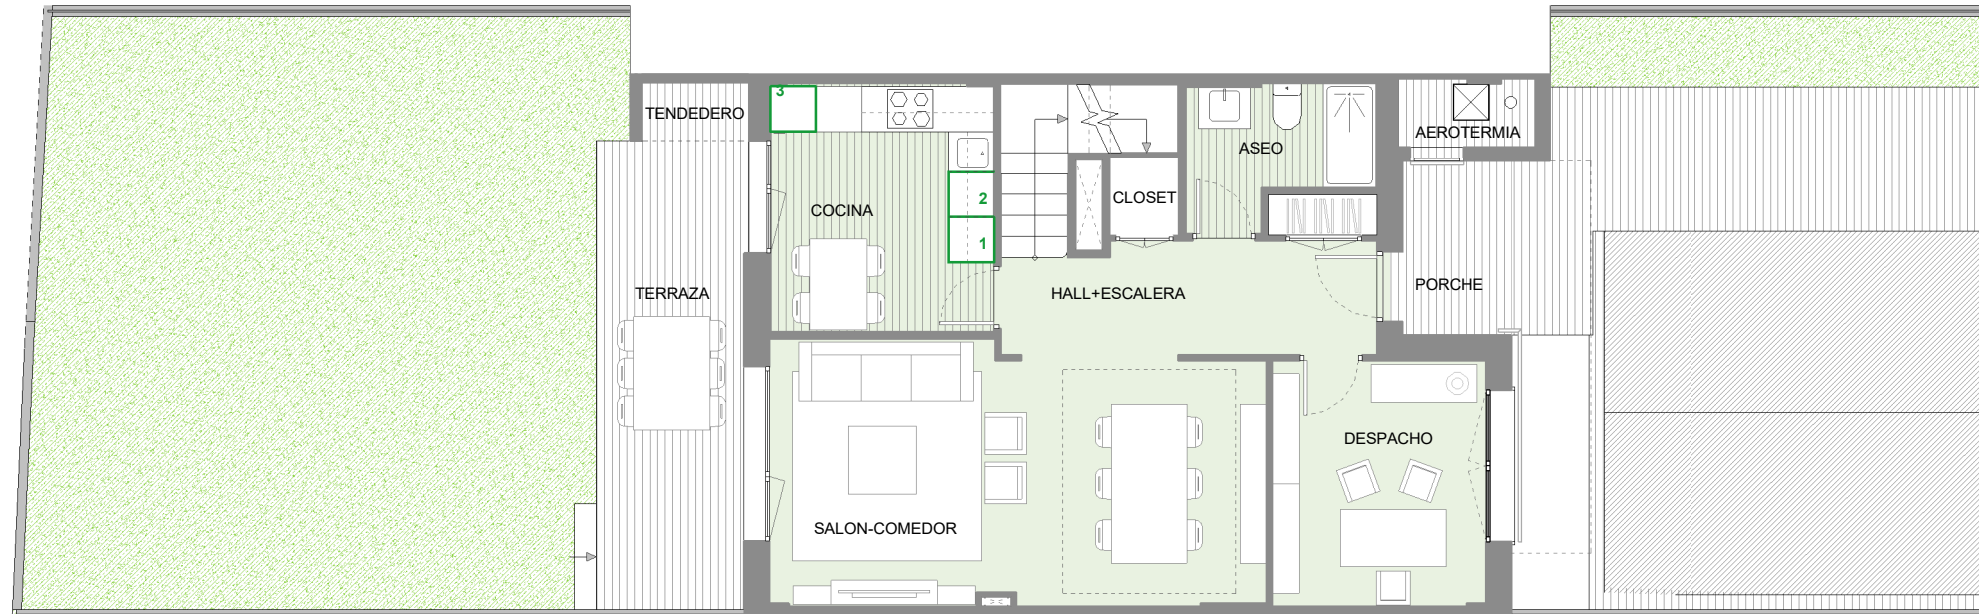 3
TENDEDERO
AEROTERMIA
ASEO
CLOSET
2
COCINA
1
TERRAZA
HALL+ESCALERA
PORCHE
DESPACHO
SALON-COMEDOR